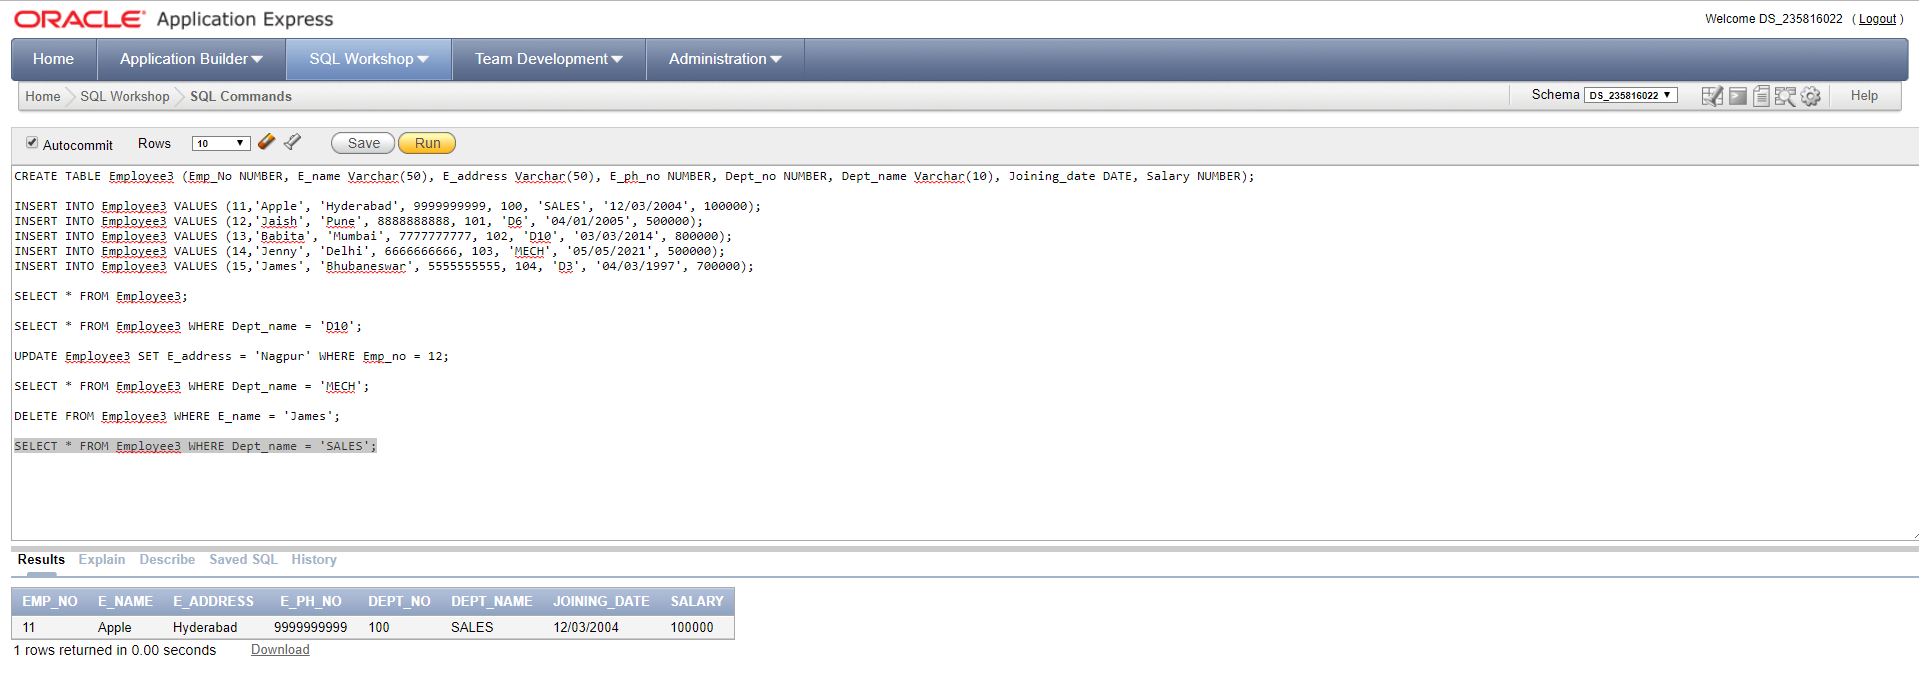 ORACLE® Application Express
Welcome DS_235816022 ( Logout )
Home Application Builder SQL Workshop Team Development Administration
Home SQL Workshop SQL Commands Schema DS_235816022 Help
Autocommit Rows 10 Save Run
CREATE TABLE Employee3 (Emp_No NUMBER, E_name Varchar(50), E_address Varchar(50), E_ph_no NUMBER, Dept_no NUMBER, Dept_name Varchar(10), Joining_date DATE, Salary NUMBER);
INSERT INTO Employee3 VALUES (11,'Apple', 'Hyderabad', 9999999999, 100, 'SALES', '12/03/2004', 100000);
INSERT INTO Employee3 VALUES (12,'Jaish', 'Pune', 8888888888, 101, 'D6', '04/01/2005', 500000);
INSERT INTO Employee3 VALUES (13,'Babita', 'Mumbai', 7777777777, 102, 'D10', '03/03/2014', 800000);
INSERT INTO Employee3 VALUES (14,'Jenny', 'Delhi', 6666666666, 103, 'MECH', '05/05/2021', 500000);
INSERT INTO Employee3 VALUES (15,'James', 'Bhubaneswar', 5555555555, 104, 'D3', '04/03/1997', 700000);
SELECT * FROM Employee3;
SELECT * FROM Employee3 WHERE Dept_name = 'D10';
UPDATE Employee3 SET E_address = 'Nagpur' WHERE Emp_no = 12;
SELECT * FROM EmployeE3 WHERE Dept_name = 'MECH';
DELETE FROM Employee3 WHERE E_name = 'James';
SELECT * FROM Employee3 WHERE Dept_name = 'SALES';
Results Explain Describe Saved SQL History
EMP_NO E_NAME E_ADDRESS E_PH_NO DEPT_NO DEPT_NAME JOINING_DATE SALARY
11 Apple Hyderabad 9999999999 100 SALES 12/03/2004 100000
1 rows returned in 0.00 seconds Download